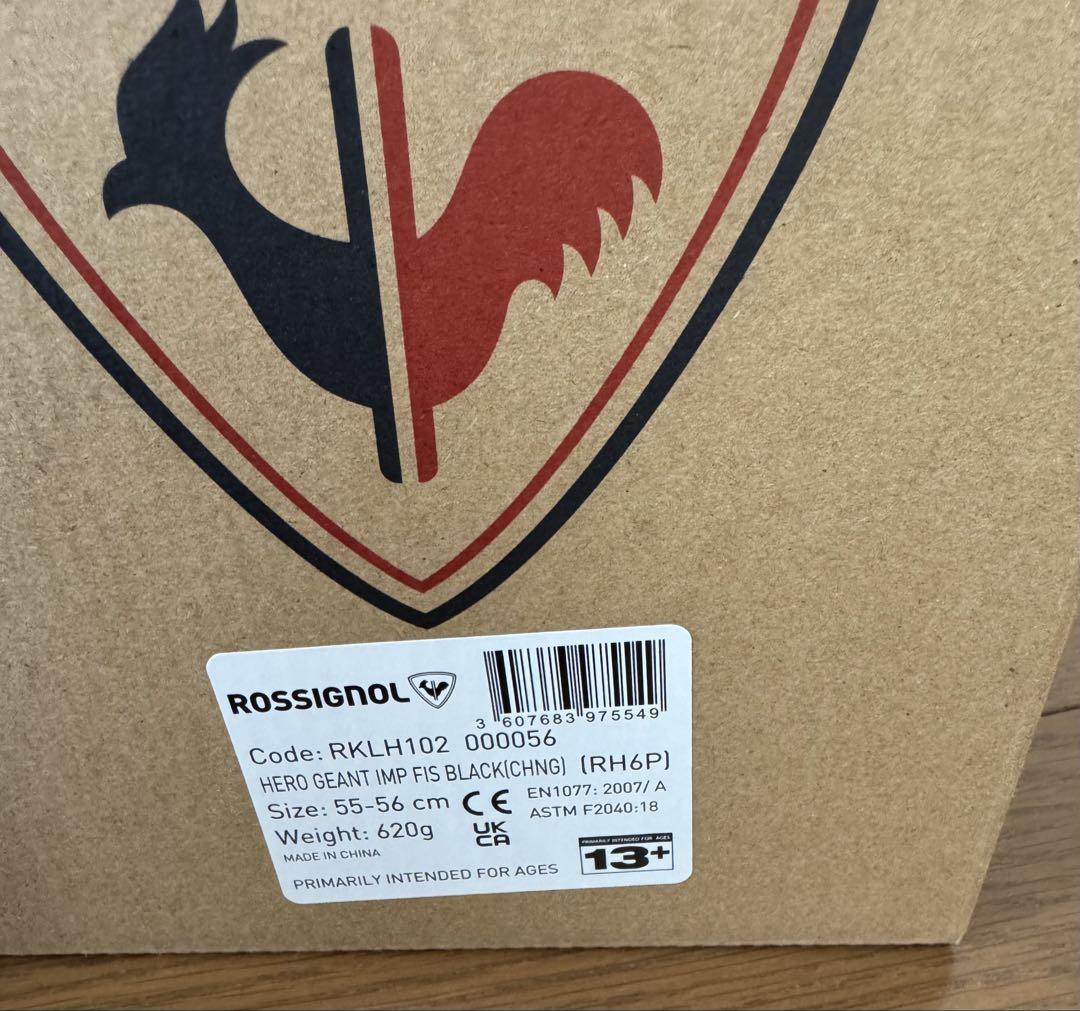 ROSSIGNOL
3 607683 975549
Code: RKLH102 000056
HERO GEANT IMP FIS BLACK(CHNG) (RH6P)
Size: 55-56 cm CE EN1077: 2007/ A
ASTM F2040:18
Weight: 620g UK CA
MADE IN CHINA
PRIMARILY INTENDED FOR AGES
PRIMARILY INTENDED FOR AGES
13+